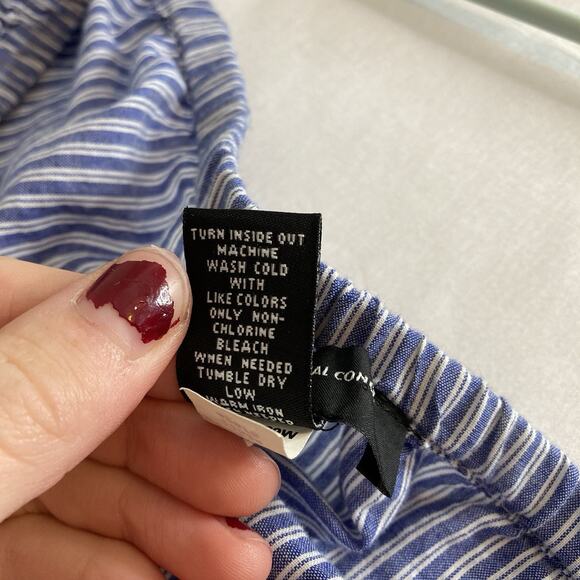 TURN INSIDE OUT
MACHINE
WASH COLD
WITH
LIKE COLORS
ONLY NON-
CHLORINE
BLEACH
WHEN NEEDED
TUMBLE DRY
LOW
WARM IRON